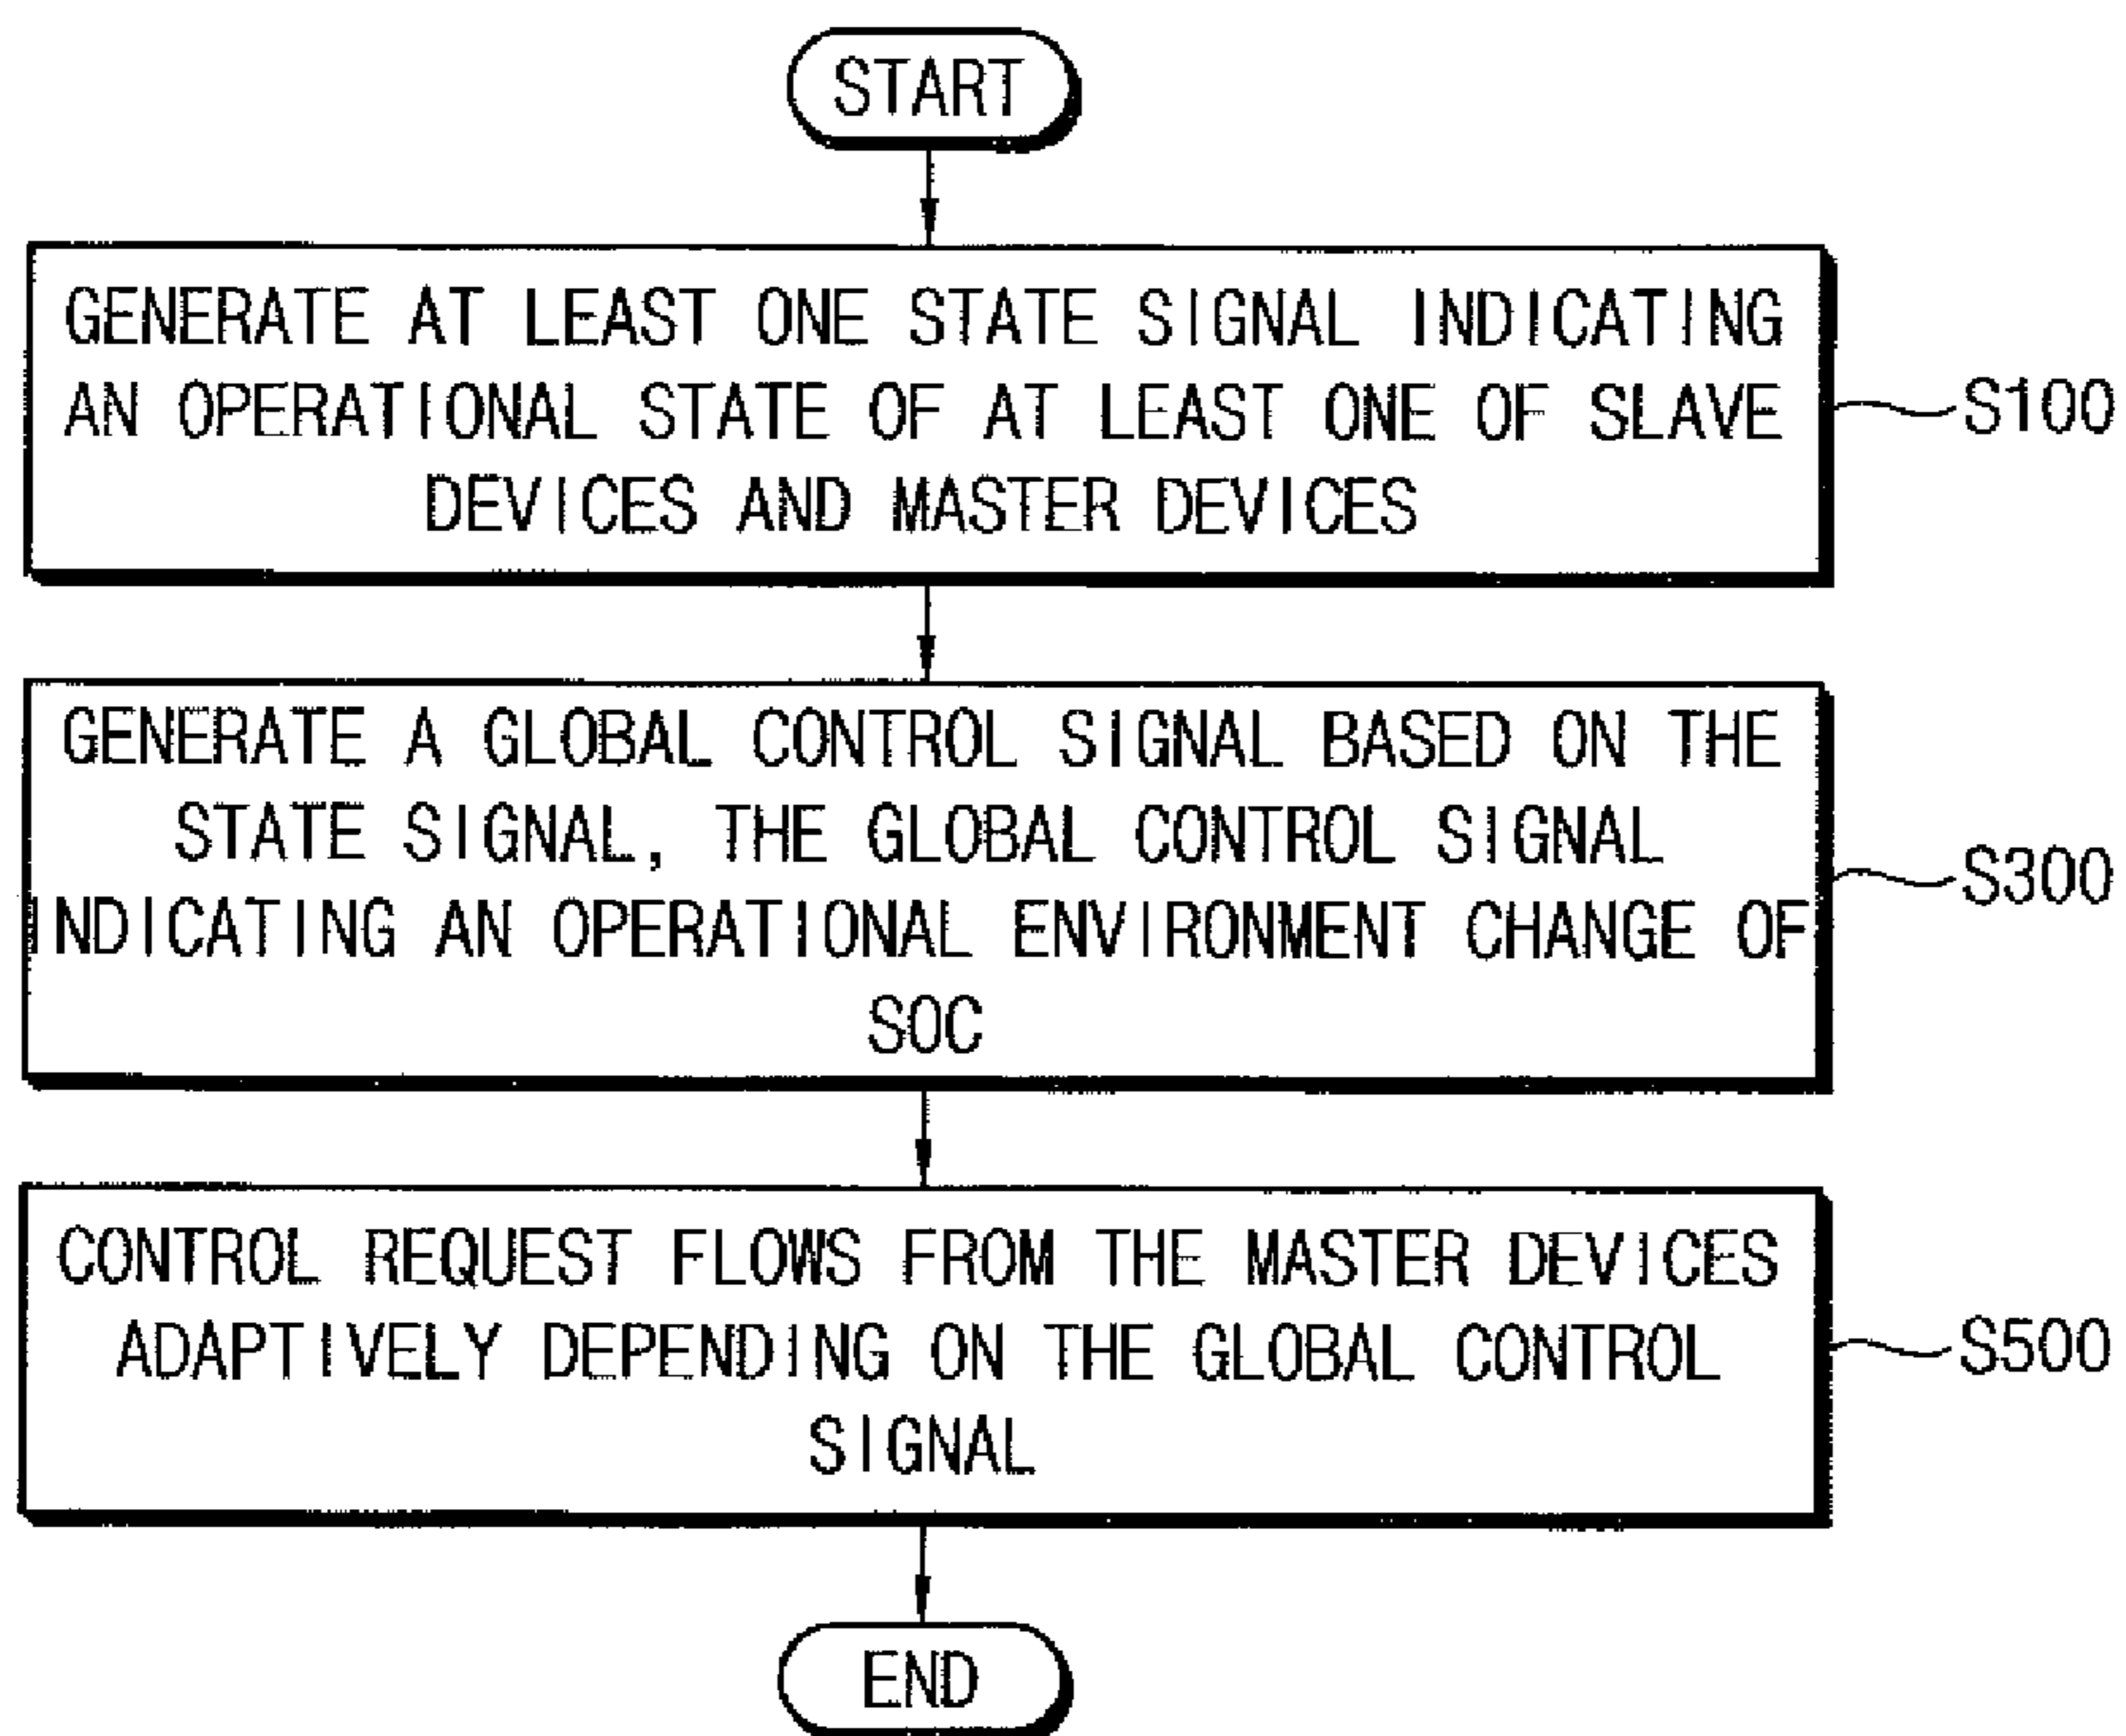 START
GENERATE AT LEAST ONE STATE SIGNAL INDICATING
AN OPERATIONAL STATE OF AT LEAST ONE OF SLAVE
DEVICES AND MASTER DEVICES
S100
GENERATE A GLOBAL CONTROL SIGNAL BASED ON THE
STATE SIGNAL, THE GLOBAL CONTROL SIGNAL
INDICATING AN OPERATIONAL ENVIRONMENT CHANGE OF
SOC
S300
CONTROL REQUEST FLOWS FROM THE MASTER DEVICES
ADAPTIVELY DEPENDING ON THE GLOBAL CONTROL
SIGNAL
S500
END